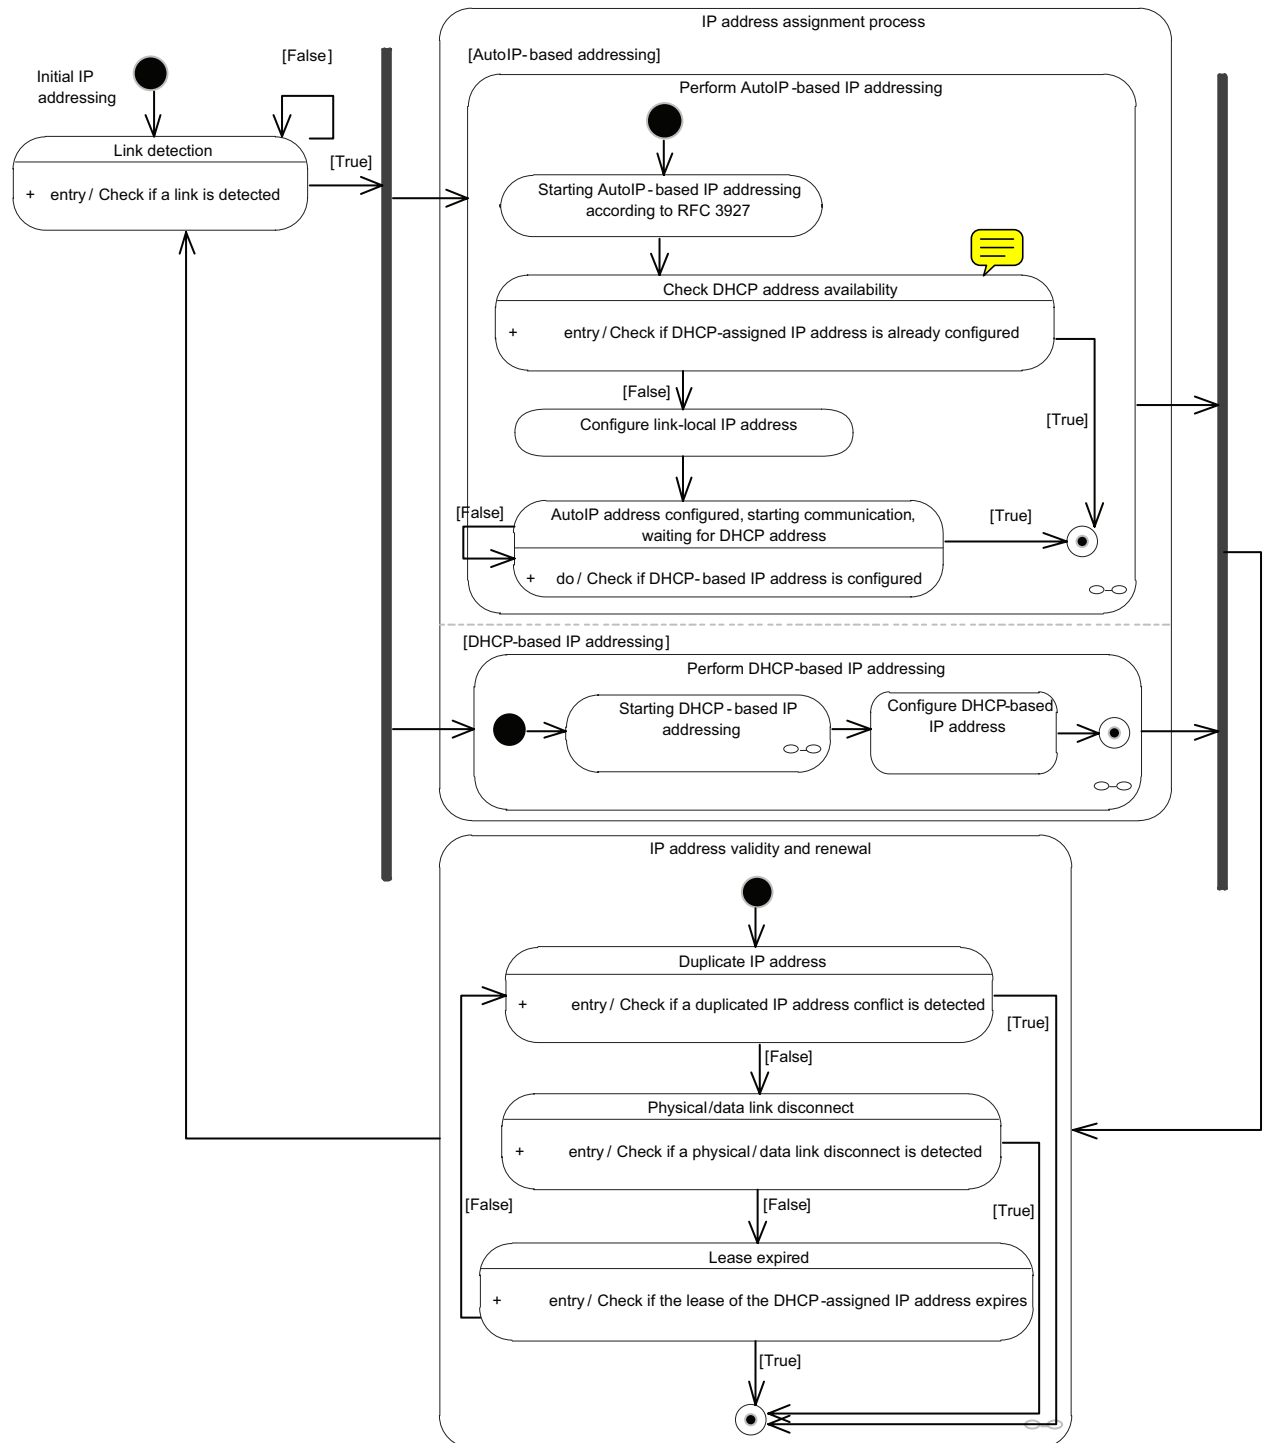 IP address assignment process
[AutoIP-based addressing]
[False]
Initial IP
addressing
Perform AutoIP-based IP addressing
Link detection
[True]
+ entry / Check if a link is detected
Starting AutoIP-based IP addressing
according to RFC 3927
Check DHCP address availability
+ entry / Check if DHCP-assigned IP address is already configured
[False]
[True]
Configure link-local IP address
[False]
AutoIP address configured, starting communication,
waiting for DHCP address
[True]
+ do / Check if DHCP-based IP address is configured
[DHCP-based IP addressing]
Perform DHCP-based IP addressing
Starting DHCP-based IP
addressing
Configure DHCP-based
IP address
IP address validity and renewal
Duplicate IP address
+ entry / Check if a duplicated IP address conflict is detected
[True]
[False]
Physical/data link disconnect
+ entry / Check if a physical/data link disconnect is detected
[False]
[False]
[True]
Lease expired
+ entry / Check if the lease of the DHCP-assigned IP address expires
[True]